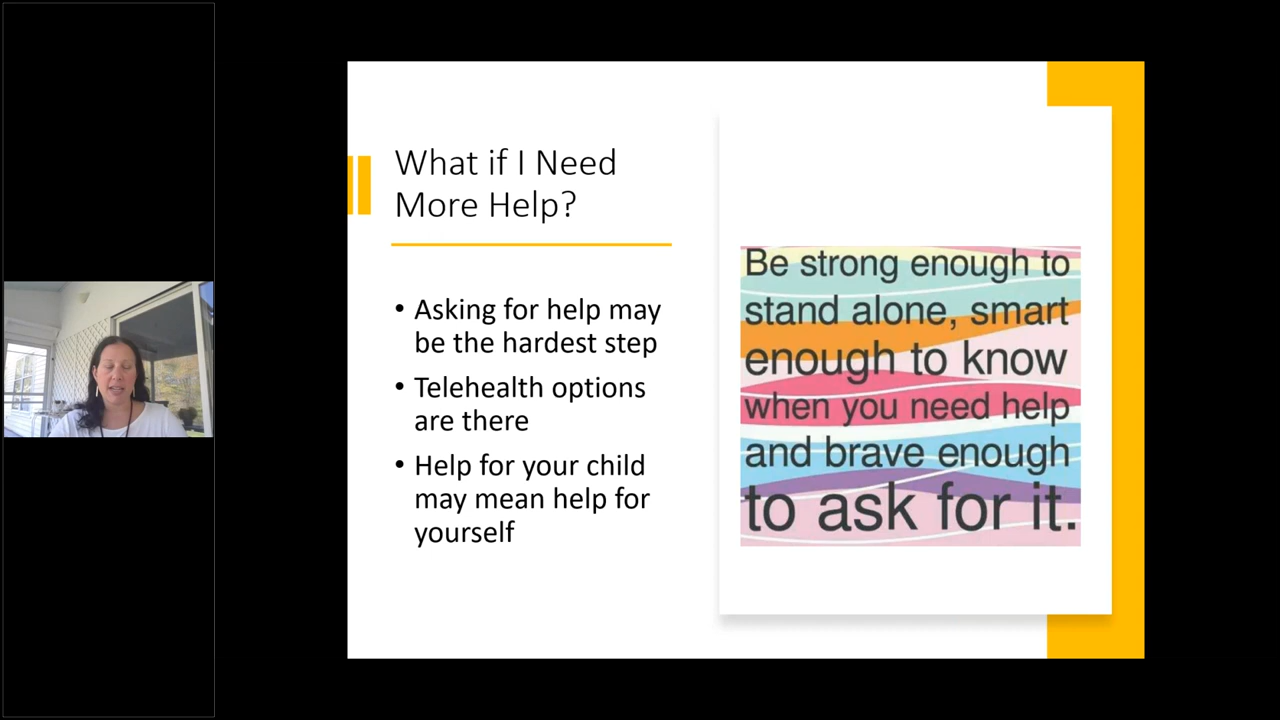 What if I Need
More Help?
• Asking for help may
be the hardest step
• Telehealth options
are there
• Help for your child
may mean help for
yourself
Be strong enough to
stand alone, smart
enough to know
when you need help
and brave enough
to ask for it.